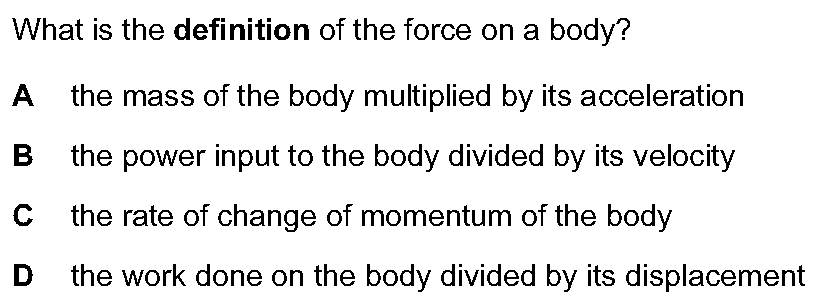 What is the definition of the force on a body?
A the mass of the body multiplied by its acceleration
B the power input to the body divided by its velocity
C the rate of change of momentum of the body
D the work done on the body divided by its displacement